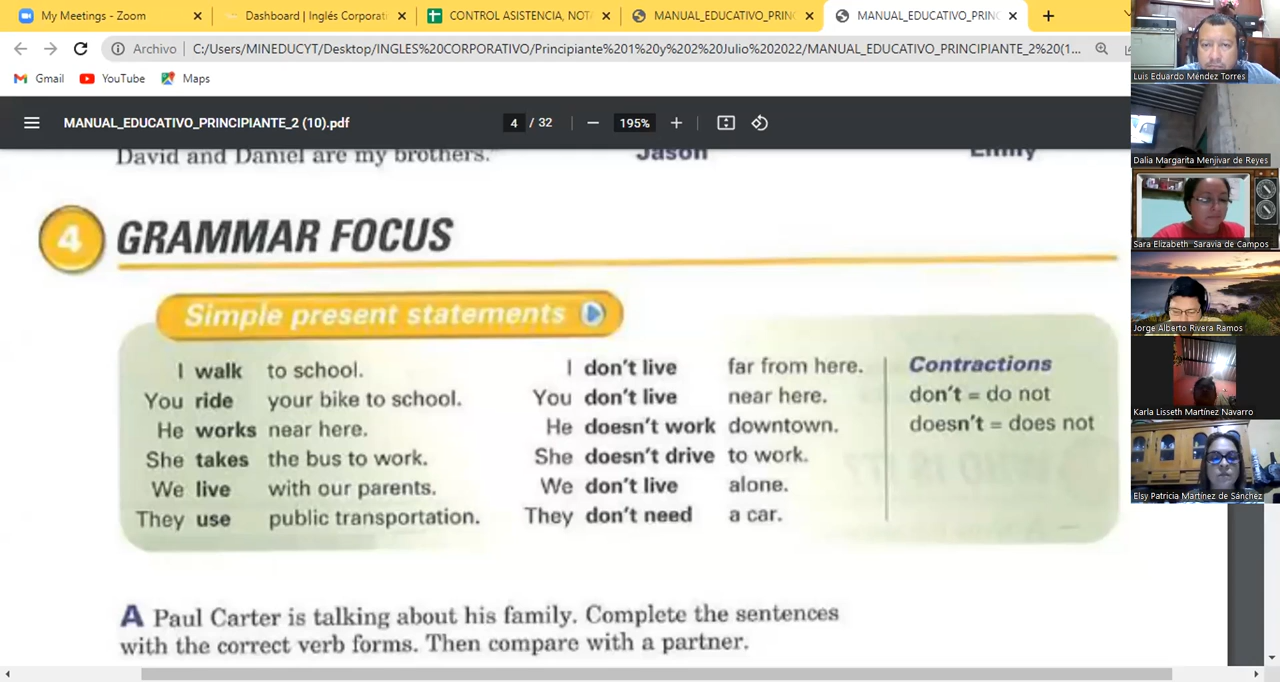 My Meetings - Zoom
Dashboard | Inglés Corporati
CONTROL ASISTENCIA, NOT
MANUAL_EDUCATIVO_PRINC
MANUAL_EDUCATIVO_PRINC
Archivo
C:/Users/MINEDUCYT/Desktop/INGLES%20CORPORATIVO/Principiante%201%20y%202%20Julio%202022/MANUAL_EDUCATIVO_PRINCIPIANTE_2%20(1...
Gmail
YouTube
Maps
MANUAL_EDUCATIVO_PRINCIPIANTE_2 (10).pdf
4 / 32
195%
David and Daniel are my brothers."
Jason
Emily
4 GRAMMAR FOCUS
Simple present statements
I walk to school.
You ride your bike to school.
He works near here.
She takes the bus to work.
We live with our parents.
They use public transportation.
I don't live far from here.
You don't live near here.
He doesn't work downtown.
She doesn't drive to work.
We don't live alone.
They don't need a car.
Contractions
don't = do not
doesn't = does not
A Paul Carter is talking about his family. Complete the sentences
with the correct verb forms. Then compare with a partner.
Luis Eduardo Méndez Torres
Dalia Margarita Menjivar de Reyes
Sara Elizabeth Saravia de Campos
Jorge Alberto Rivera Ramos
Karla Lisseth Martínez Navarro
Elsy Patricia Martínez de Sánchez